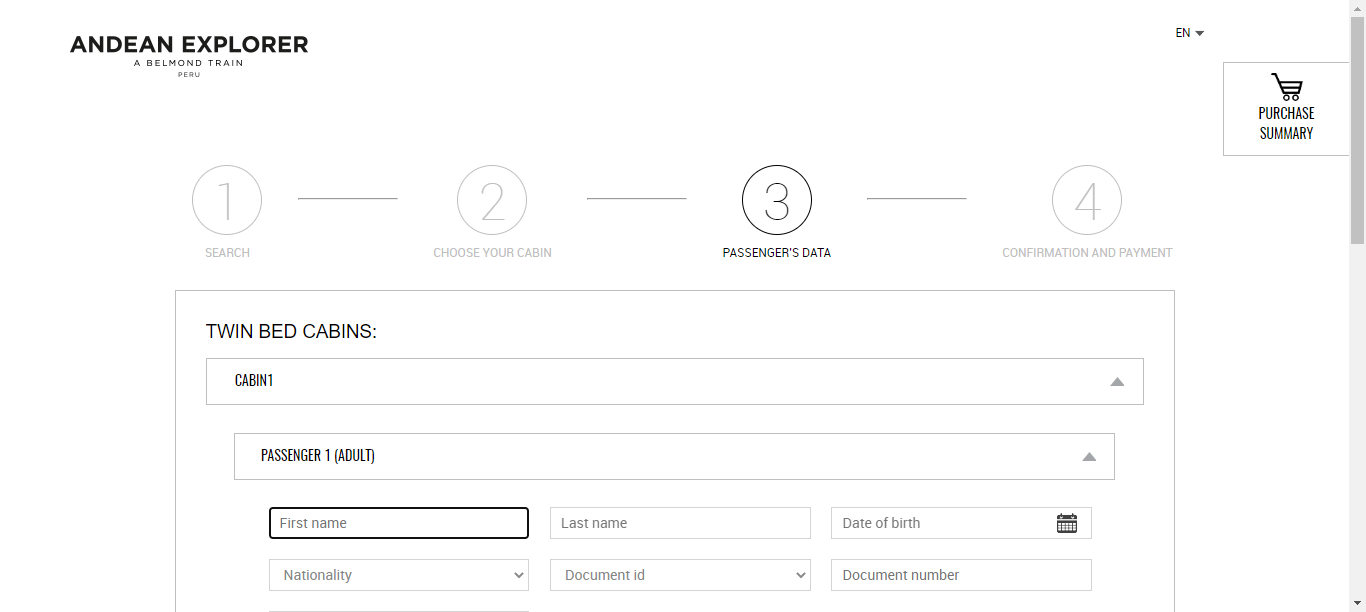 ANDEAN EXPLORER
A BELMOND TRAIN
PERU
EN
PURCHASE
SUMMARY
1
2
3
4
SEARCH
CHOOSE YOUR CABIN
PASSENGER'S DATA
CONFIRMATION AND PAYMENT
TWIN BED CABINS:
CABIN1
PASSENGER 1 (ADULT)
First name
Last name
Date of birth
Nationality
Document id
Document number